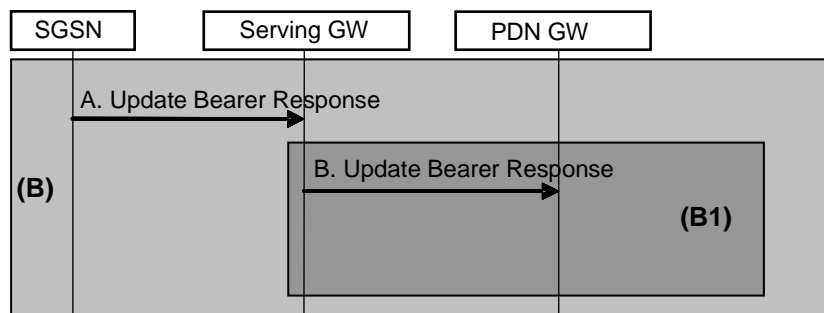 SGSN
Serving GW
PDN GW
A. Update Bearer Response
B. Update Bearer Response
(B)
(B1)